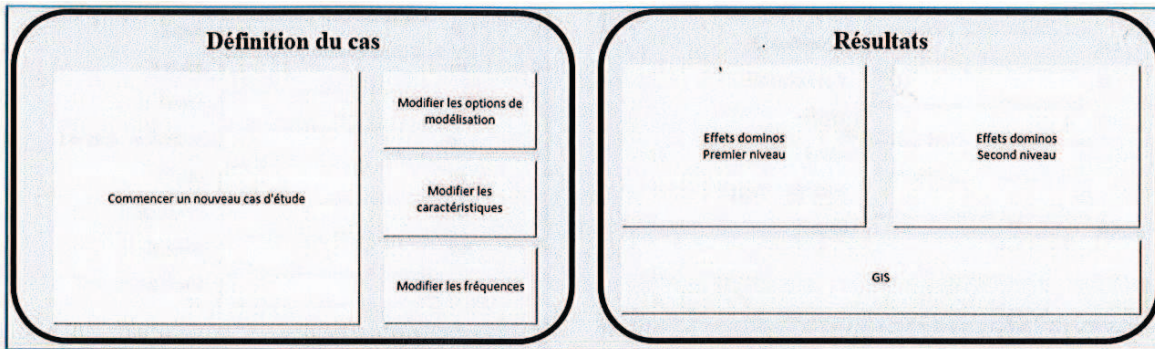 Définition du cas
Commencer un nouveau cas d'étude
Modifier les options de
modélisation
Modifier les
caractéristiques
Modifier les fréquences
Résultats
Effets dominos
Premier niveau
Effets dominos
Second niveau
GIS